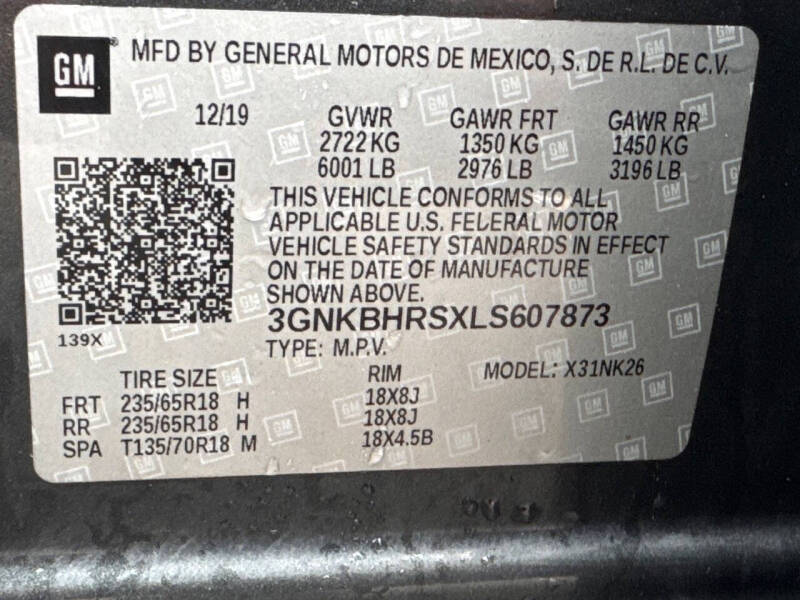 GM
MFD BY GENERAL MOTORS DE MEXICO, S. DE R.L. DE C.V.
12/19 GVWR GAWR FRT GAWR RR
2722 KG 1350 KG 1450 KG
6001 LB 2976 LB 3196 LB
THIS VEHICLE CONFORMS TO ALL
APPLICABLE U.S. FEDERAL MOTOR
VEHICLE SAFETY STANDARDS IN EFFECT
ON THE DATE OF MANUFACTURE
SHOWN ABOVE.
3GNKBHRSXLS607873
139X
TYPE: M.P.V.
MODEL: X31NK26
TIRE SIZE RIM
FRT 235/65R18 H 18X8J
RR 235/65R18 H 18X8J
SPA T135/70R18 M 18X4.5B